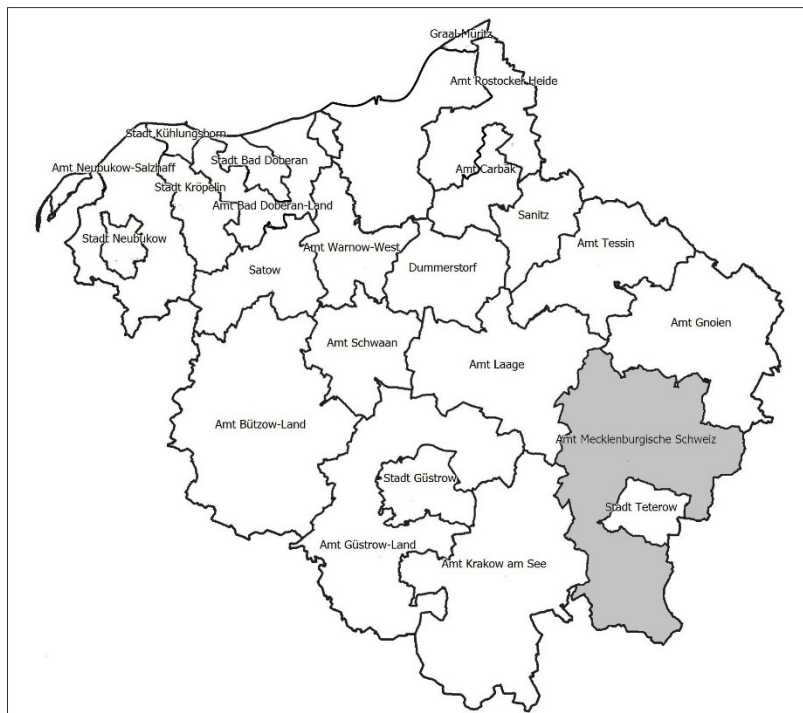 Graal-Müritz
Amt Rostocker Heide
Stadt Kühlungsborn
Stadt Bad Doberan
Amt Neubukow-Salzhaff
Amt Carbäk
Stadt Kröpelin
Amt Bad Doberan-Land
Sanitz
Stadt Neubukow
Amt Warnow-West
Amt Tessin
Satow
Dummerstorf
Amt Gnoien
Amt Schwaan
Amt Laage
Amt Bützow-Land
Amt Mecklenburgische Schweiz
Stadt Güstrow
Stadt Teterow
Amt Güstrow-Land
Amt Krakow am See